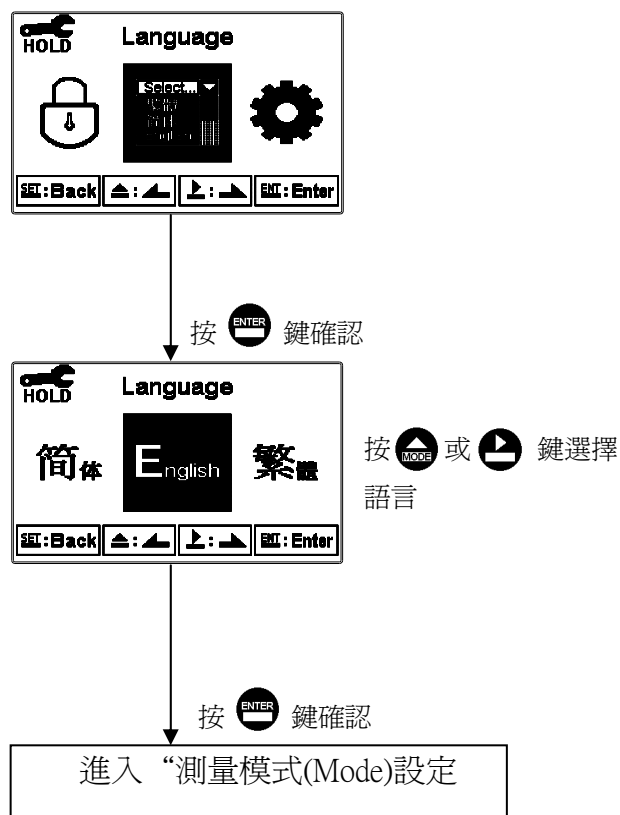 HOLD
Language
Select...
SET:Back
:
:
ENT:Enter
按 ENTER 鍵確認
HOLD
Language
简体
English
繁體
按 MODE 或 鍵選擇
語言
SET:Back
:
:
ENT:Enter
按 ENTER 鍵確認
進入“測量模式(Mode)設定